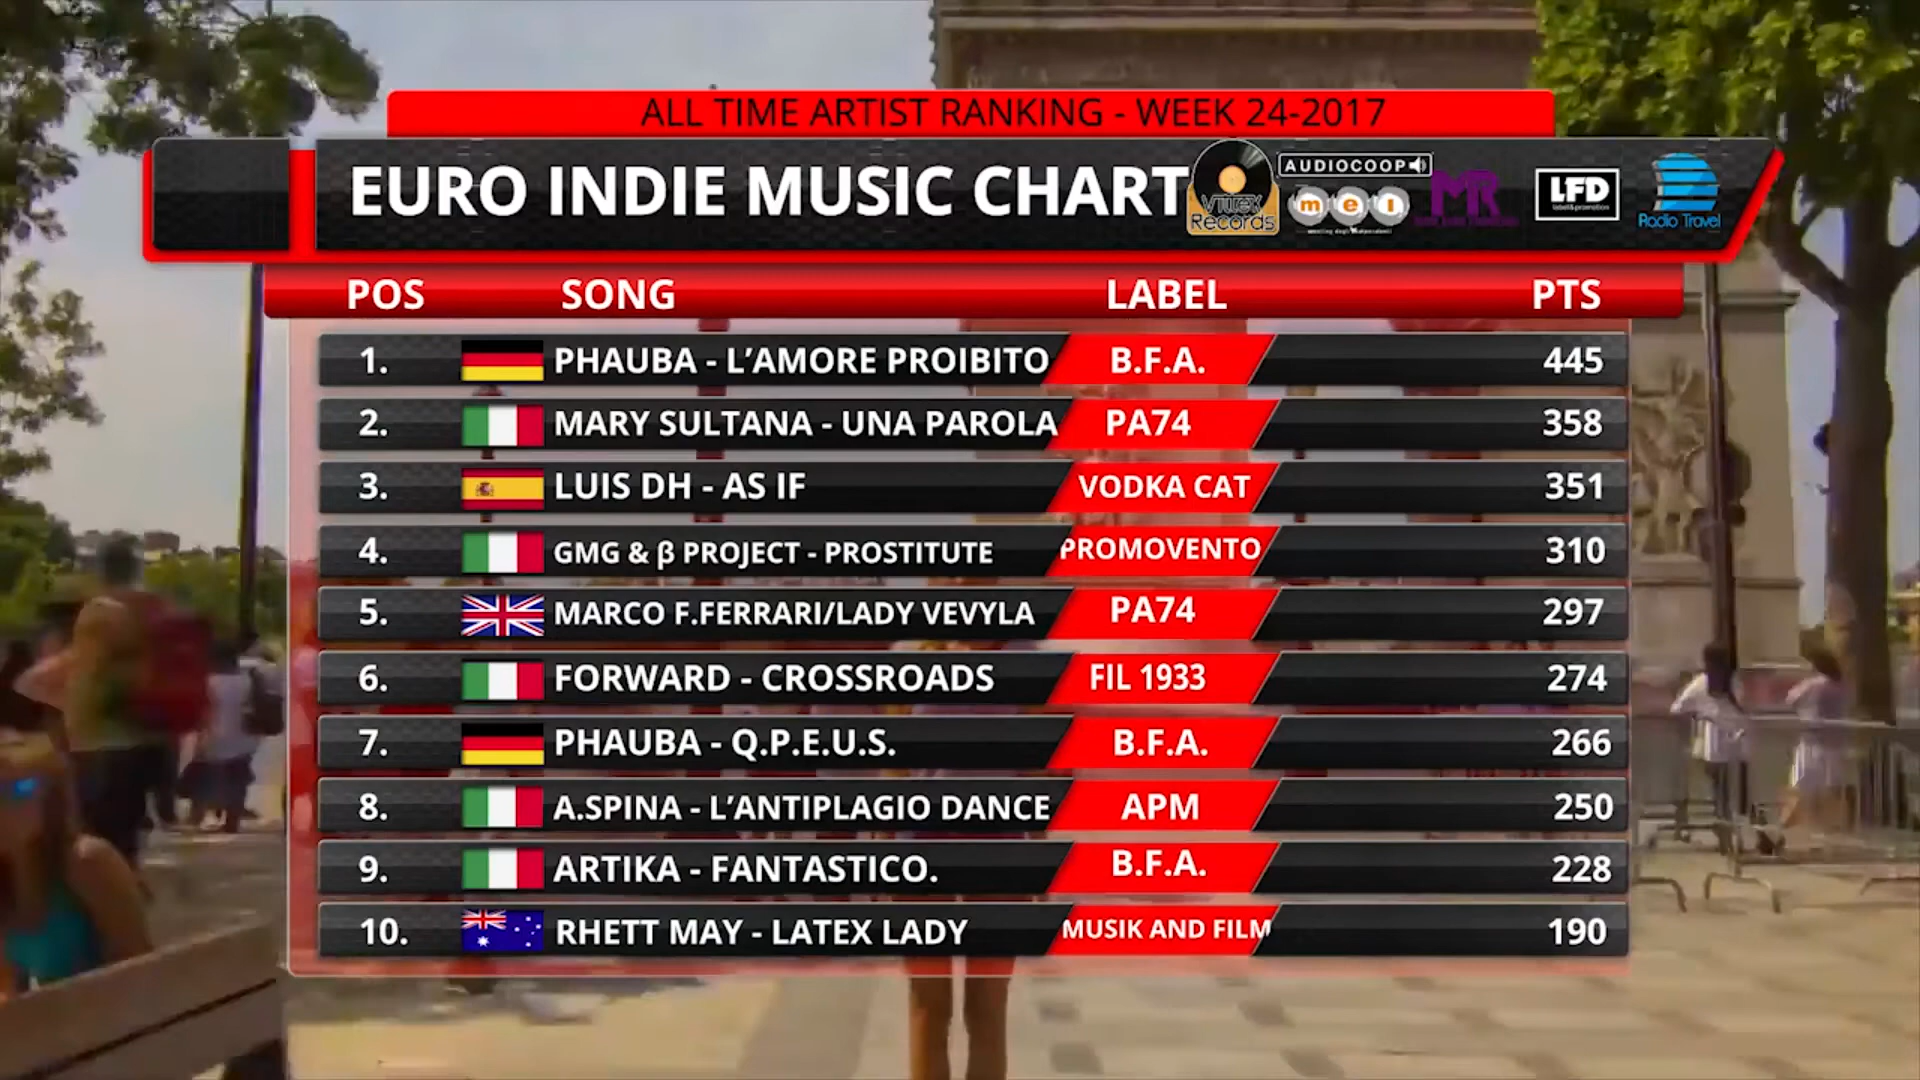 ALL TIME ARTIST RANKING - WEEK 24-2017
EURO INDIE MUSIC CHART
Records
AUDIOCOOP
mei
MR
LFD
Radio Travel
POS SONG LABEL PTS
1. PHAUBA - L’AMORE PROIBITO B.F.A. 445
2. MARY SULTANA - UNA PAROLA PA74 358
3. LUIS DH - AS IF VODKA CAT 351
4. GMG & β PROJECT - PROSTITUTE PROMOVENTO 310
5. MARCO F.FERRARI/LADY VEVYLA PA74 297
6. FORWARD - CROSSROADS FIL 1933 274
7. PHAUBA - Q.P.E.U.S. B.F.A. 266
8. A.SPINA - L’ANTIPLAGIO DANCE APM 250
9. ARTIKA - FANTASTICO. B.F.A. 228
10. RHETT MAY - LATEX LADY MUSIK AND FILM 190